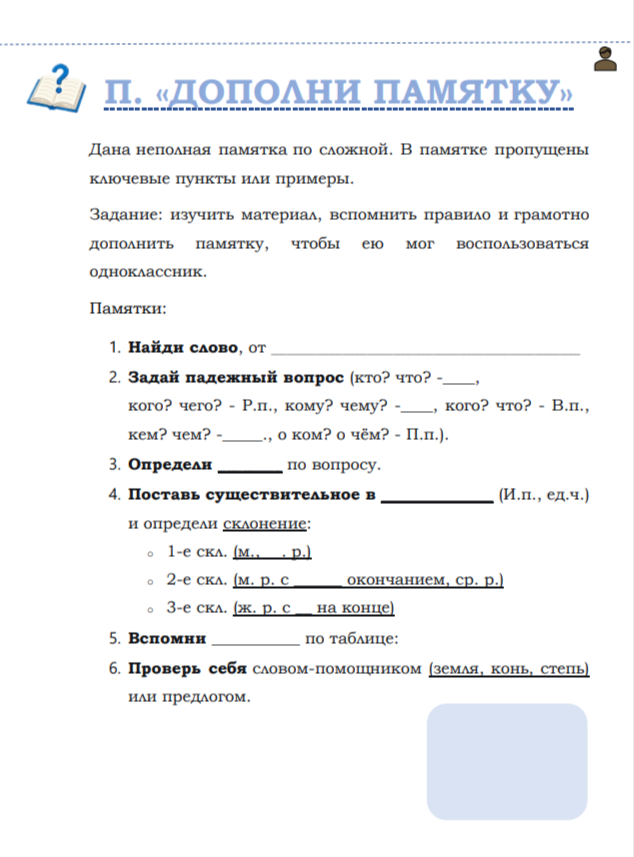 ?
П. «ДОПОЛНИ ПАМЯТКУ»
Дана неполная памятка по сложной. В памятке пропущены
ключевые пункты или примеры.
Задание: изучить материал, вспомнить правило и грамотно
дополнить памятку, чтобы ею мог воспользоваться
одноклассник.
Памятки:
1. Найди слово, от ____________________________________
2. Задай падежный вопрос (кто? что? -____,
кого? чего? - Р.п., кому? чему? -____, кого? что? - В.п.,
кем? чем? -_____., о ком? о чём? - П.п.).
3. Определи ________ по вопросу.
4. Поставь существительное в ______________ (И.п., ед.ч.)
и определи склонение:
○ 1-е скл. (м.,___. р.)
○ 2-е скл. (м. р. с ______ окончанием, ср. р.)
○ 3-е скл. (ж. р. с __ на конце)
5. Вспомни ___________ по таблице:
6. Проверь себя словом-помощником (земля, конь, степь)
или предлогом.